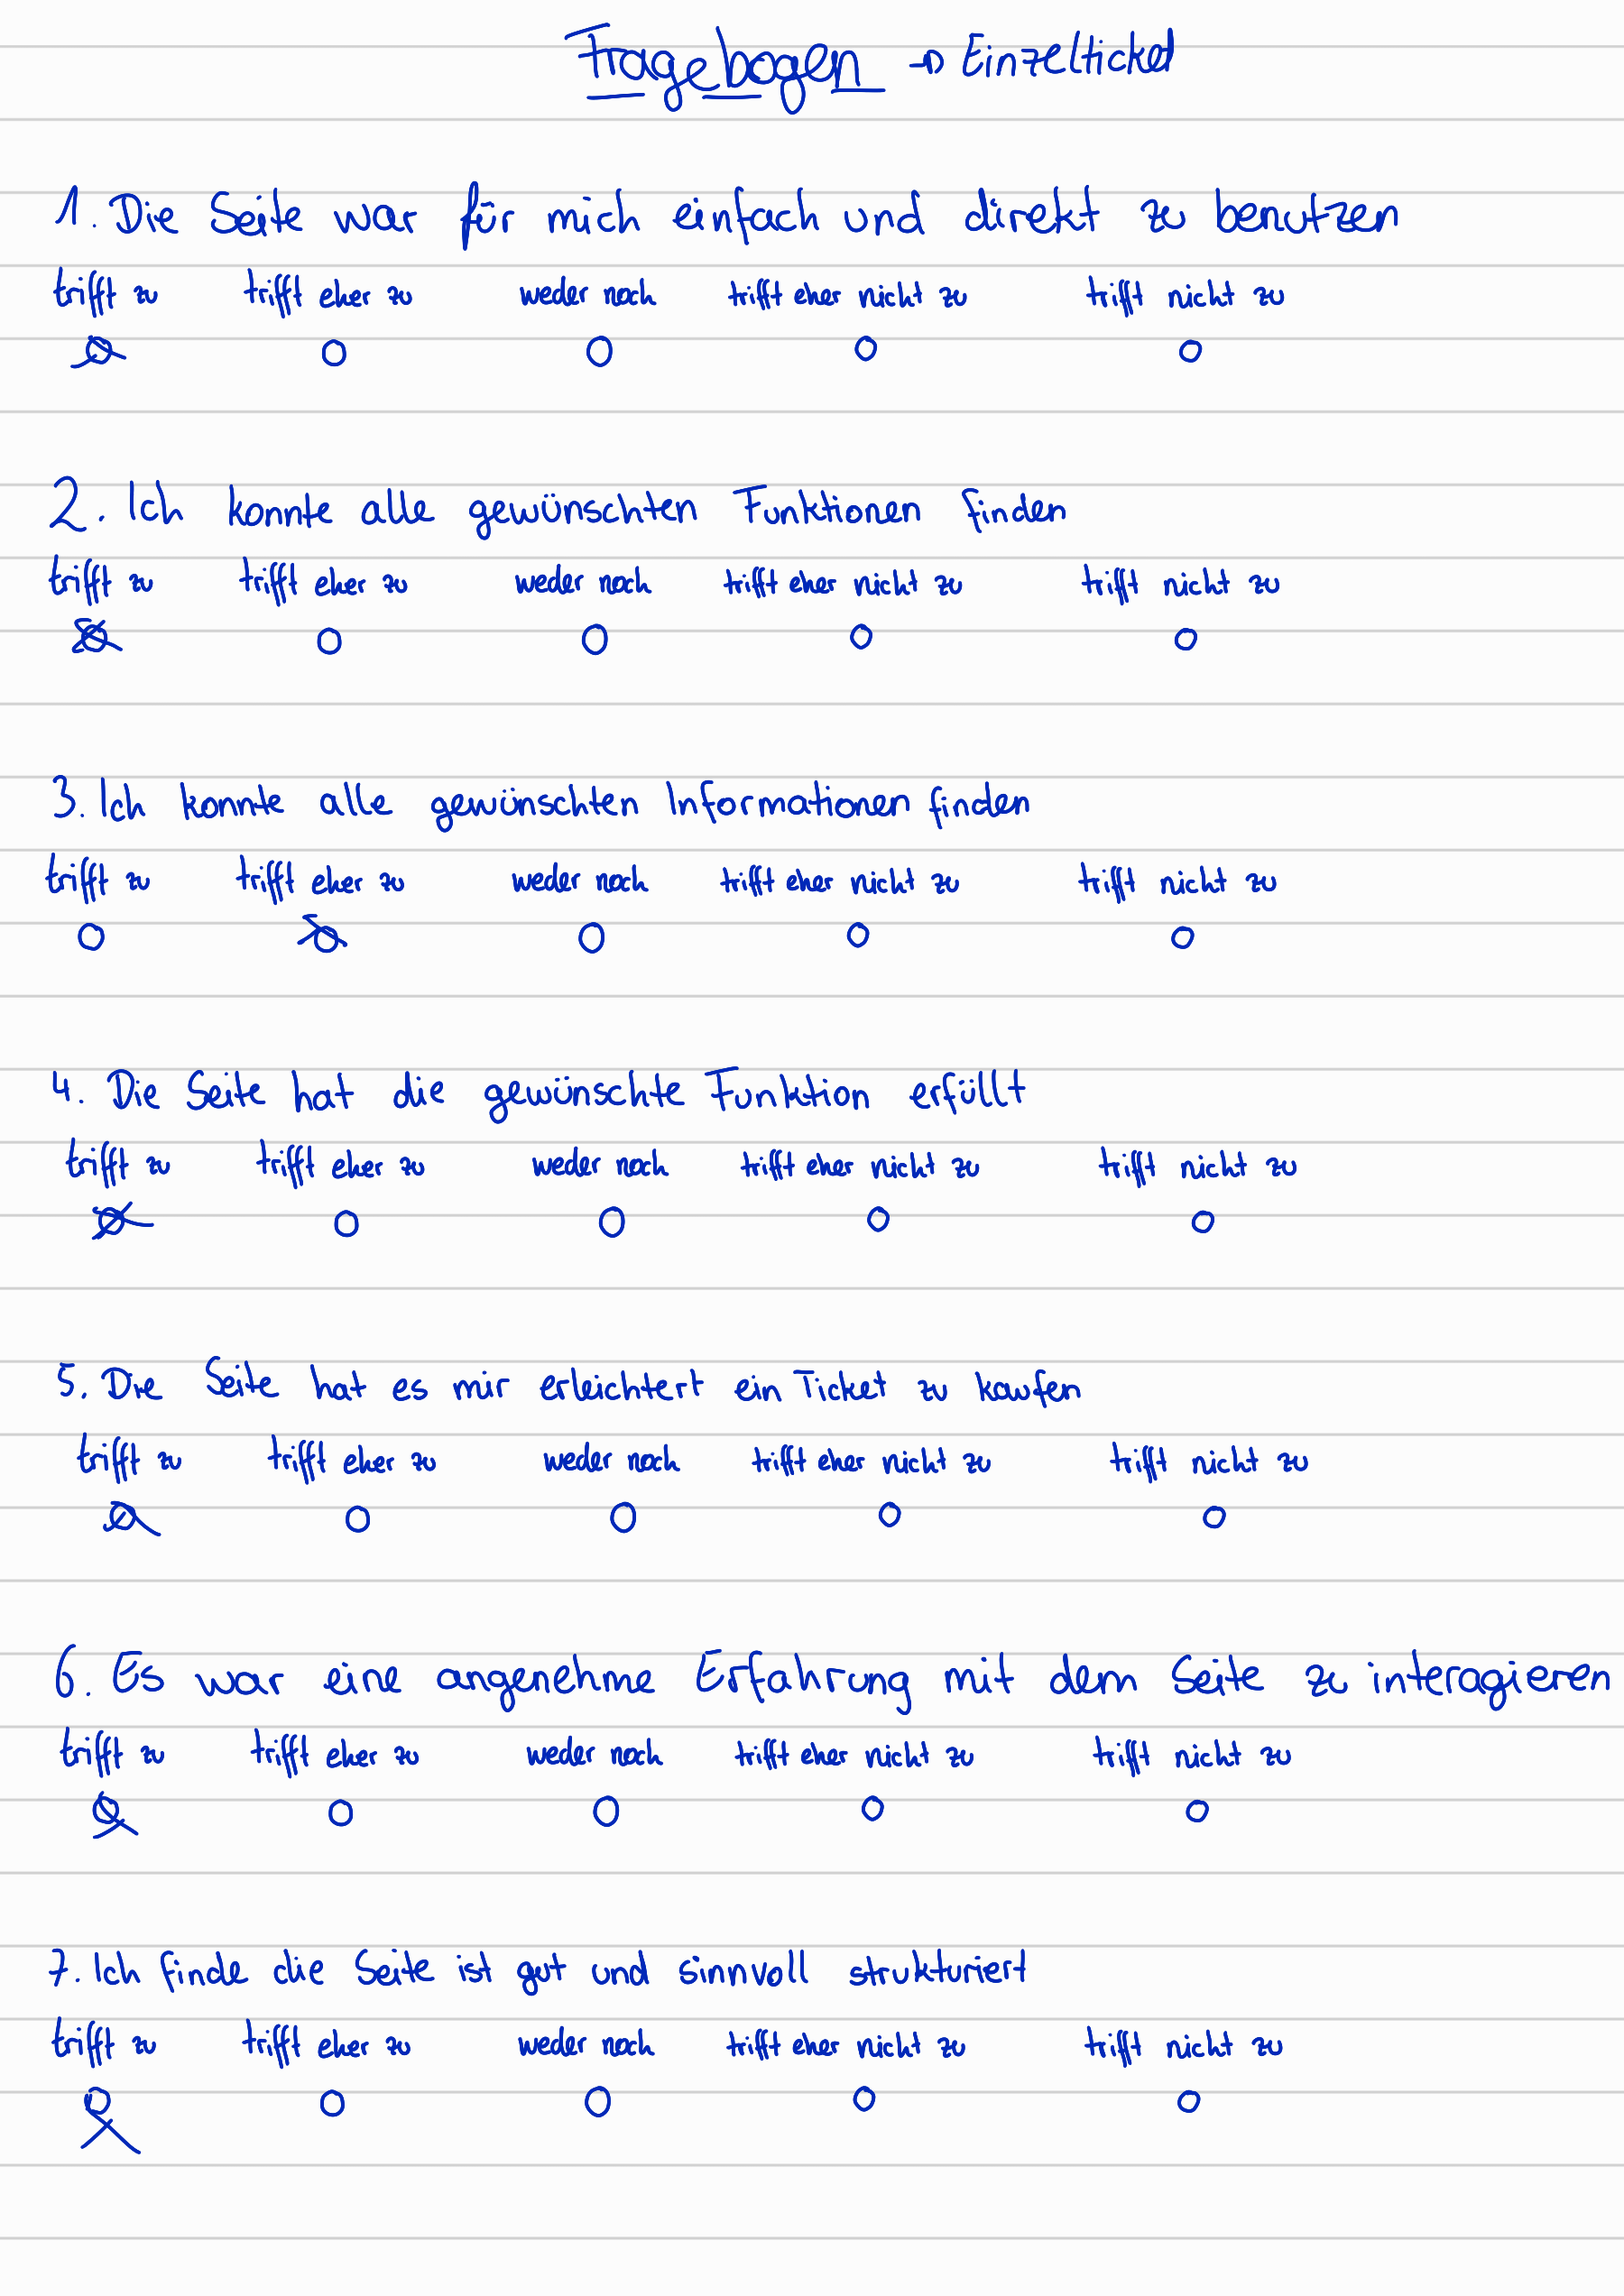 Fragebogen → Einzelticket
1. Die Seite war für mich einfach und direkt zu benutzen
trifft zu trifft eher zu weder noch trifft eher nicht zu trifft nicht zu
2. Ich konnte alle gewünschten Funktionen finden
trifft zu trifft eher zu weder noch trifft eher nicht zu trifft nicht zu
3. Ich konnte alle gewünschten Informationen finden
trifft zu trifft eher zu weder noch trifft eher nicht zu trifft nicht zu
4. Die Seite hat die gewünschte Funktion erfüllt
trifft zu trifft eher zu weder noch trifft eher nicht zu trifft nicht zu
5. Die Seite hat es mir erleichtert ein Ticket zu kaufen
trifft zu trifft eher zu weder noch trifft eher nicht zu trifft nicht zu
6. Es war eine angenehme Erfahrung mit dem Seite zu interagieren
trifft zu trifft eher zu weder noch trifft eher nicht zu trifft nicht zu
7. Ich finde die Seite ist gut und sinnvoll strukturiert
trifft zu trifft eher zu weder noch trifft eher nicht zu trifft nicht zu